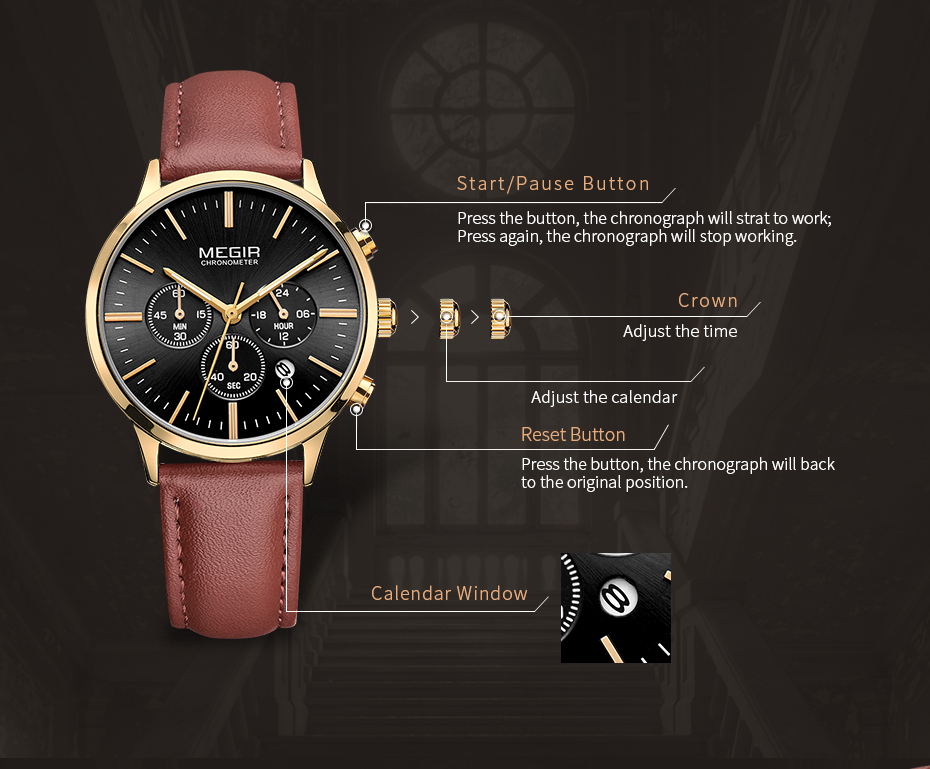 Start/Pause Button
Press the button, the chronograph will strat to work;
Press again, the chronograph will stop working.
MEGIR
CHRONOMETER
60
45
15
MIN
30
24
18
06
HOUR
12
60
40
20
SEC
8
Crown
Adjust the time
Adjust the calendar
Reset Button
Press the button, the chronograph will back
to the original position.
Calendar Window
8